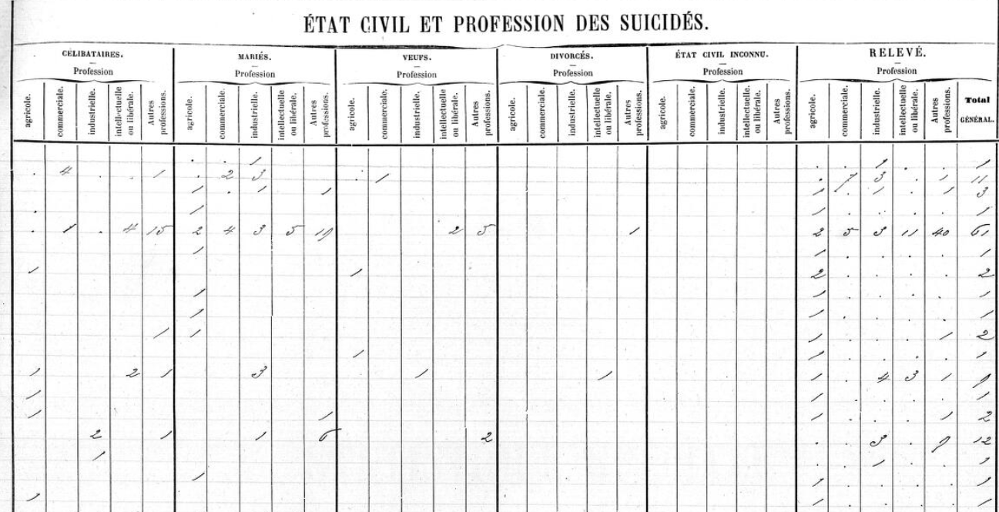 ÉTAT CIVIL ET PROFESSION DES SUICIDÉS.
CÉLIBATAIRES. MARIÉS. VEUFS. DIVORCÉS. ÉTAT CIVIL INCONNU. RELEVÉ.
Profession Profession Profession Profession Profession Profession
agricole. commerciale. industrielle. intellectuelle ou libérale. Autres professions. agricole. commerciale. industrielle. intellectuelle ou libérale. Autres professions. agricole. commerciale. industrielle. intellectuelle ou libérale. Autres professions. agricole. commerciale. industrielle. intellectuelle ou libérale. Autres professions. agricole. commerciale. industrielle. intellectuelle ou libérale. Autres professions. agricole. commerciale. industrielle. intellectuelle ou libérale. Autres professions. Total GÉNÉRAL.
. . 1 . . 1 . . 1
. 4 . . 1 . 2 3 . 1 . 7 3 . 1 11
1 . 1 1 1 . 1 . 1 3
. 1 1 . . . . 1
. 1 . 4 15 2 4 3 5 19 2 5 1 2 5 3 11 40 61
1 1 . . . . 1
1 1 2 . . . . 2
1 1 . . . . 1
1 1 . . . . 1
1 1 1 . . . 1 2
1 1 . . . . 1
1 2 1 3 1 1 1 . 4 3 1 9
1 1 . . . . 1
1 1 1 . . . 1 2
2 1 1 6 2 . . 3 . 9 12
1 . . 1 . . 1
1 1 . . . . 1
1 1 . . . . 1